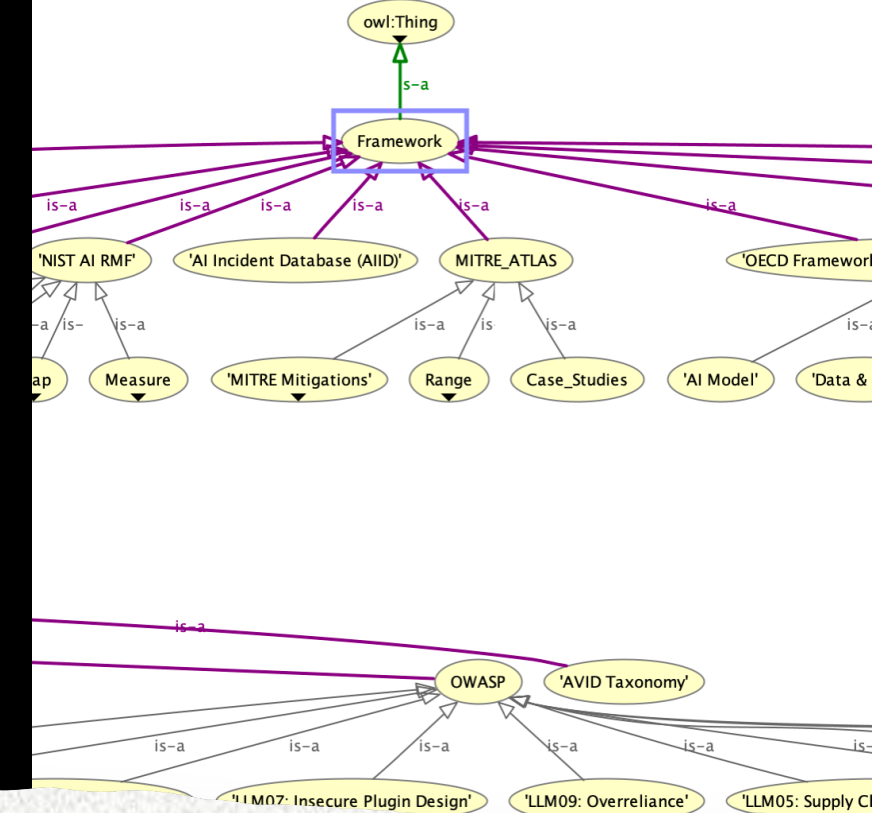 owl:Thing
s-a
Framework
is-a
is-a
is-a
is-a
is-a
is-a
'NIST AI RMF'
'AI Incident Database (AIID)'
MITRE_ATLAS
'OECD Framework
-a
is-
is-a
is-a
is
is-a
is-a
ap
Measure
'MITRE Mitigations'
Range
Case_Studies
'AI Model'
'Data &
is-a
OWASP
'AVID Taxonomy'
is-a
is-a
is-a
is-a
is-a
is-
'LLM07: Insecure Plugin Design'
'LLM09: Overreliance'
'LLM05: Supply